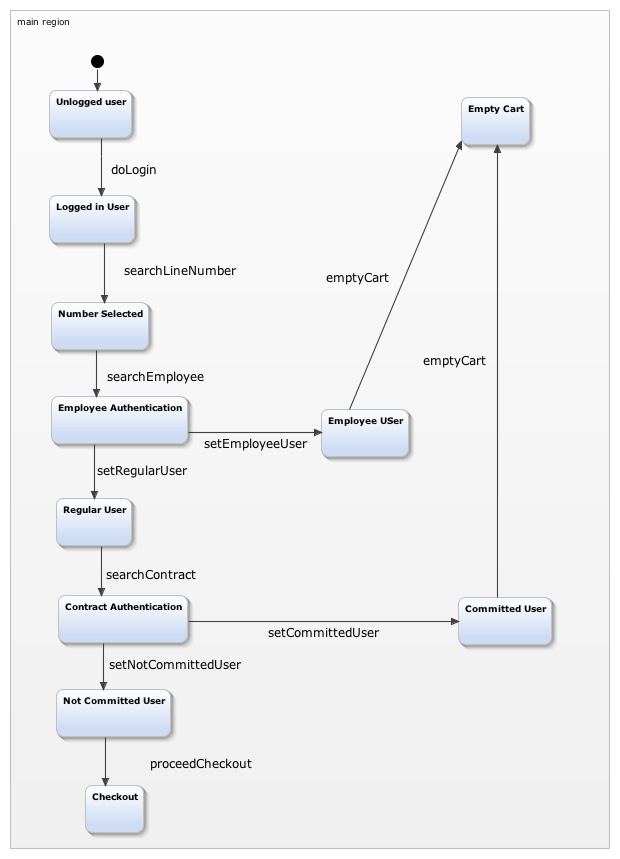 main region
Unlogged user
Empty Cart
doLogin
Logged in User
searchLineNumber
emptyCart
Number Selected
emptyCart
searchEmployee
Employee Authentication
Employee USer
setEmployeeUser
setRegularUser
Regular User
searchContract
Contract Authentication
Committed User
setCommittedUser
setNotCommittedUser
Not Committed User
proceedCheckout
Checkout